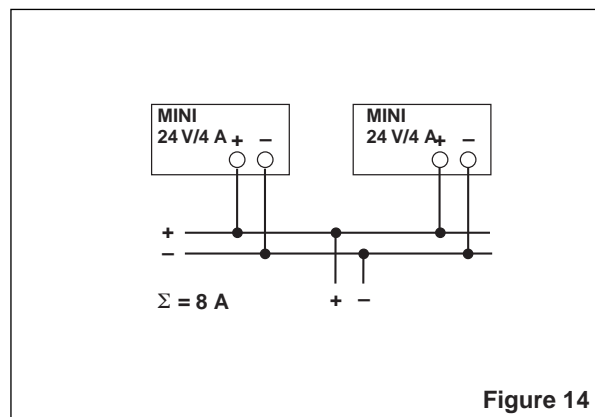 MINI
24 V/4 A + −
MINI
24 V/4 A + −
+
−
Σ = 8 A
+ −
Figure 14